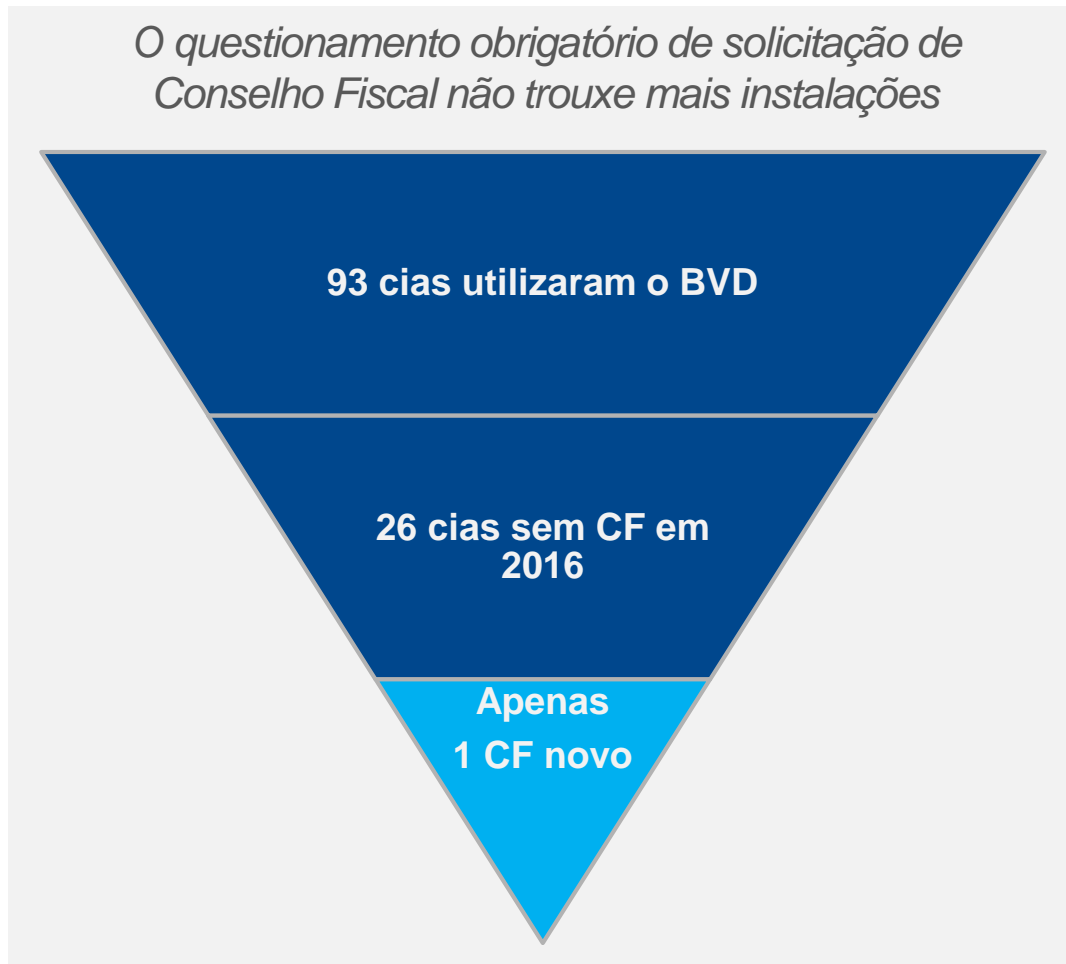 O questionamento obrigatório de solicitação de
Conselho Fiscal não trouxe mais instalações
93 cias utilizaram o BVD
26 cias sem CF em
2016
Apenas
1 CF novo